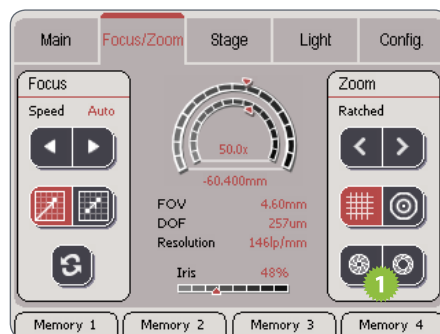 Main Focus/Zoom Stage Light Config.
Focus
Speed Auto
50.0x
-60.400mm
FOV 4.60mm
DOF 257um
Resolution 146lp/mm
Iris 48%
Zoom
Ratched
1
Memory 1 Memory 2 Memory 3 Memory 4